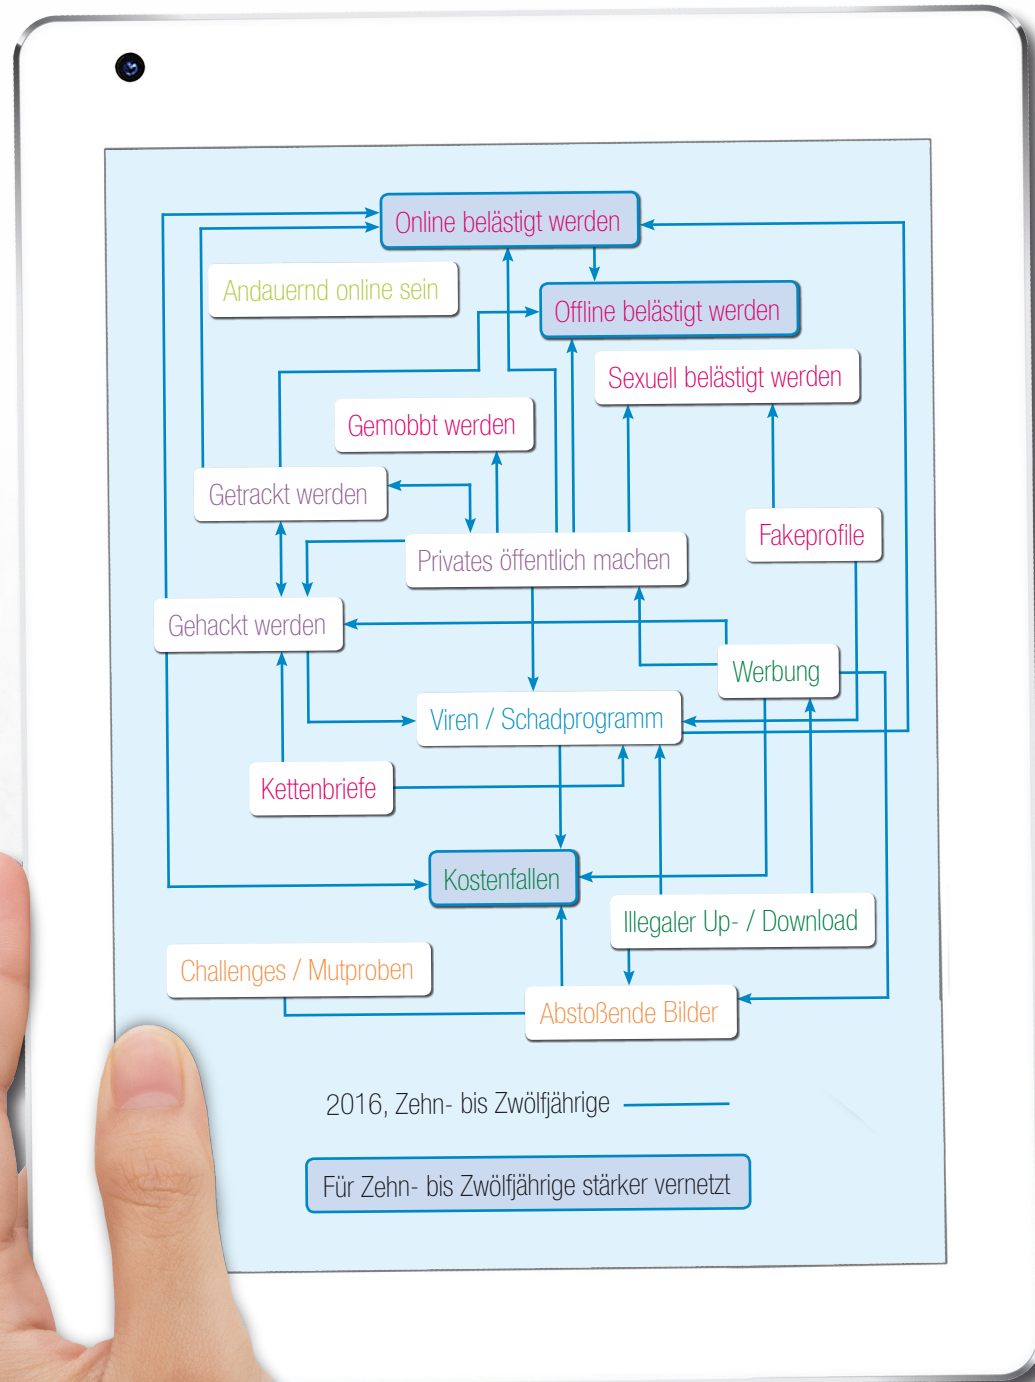 Online belästigt werden
Andauernd online sein
Offline belästigt werden
Sexuell belästigt werden
Gemobbt werden
Getrackt werden
Fakeprofile
Privates öffentlich machen
Gehackt werden
Werbung
Viren / Schadprogramm
Kettenbriefe
Kostenfallen
Illegaler Up- / Download
Challenges / Mutproben
Abstoßende Bilder
2016, Zehn- bis Zwölfjährige
Für Zehn- bis Zwölfjährige stärker vernetzt